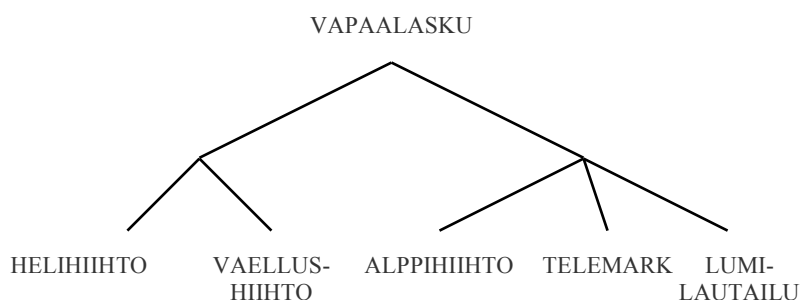 VAPAALASKU
HELIHIIHTO VAELLUS- ALPPIHIIHTO TELEMARK LUMI-
HIIHTO LAUTAILU